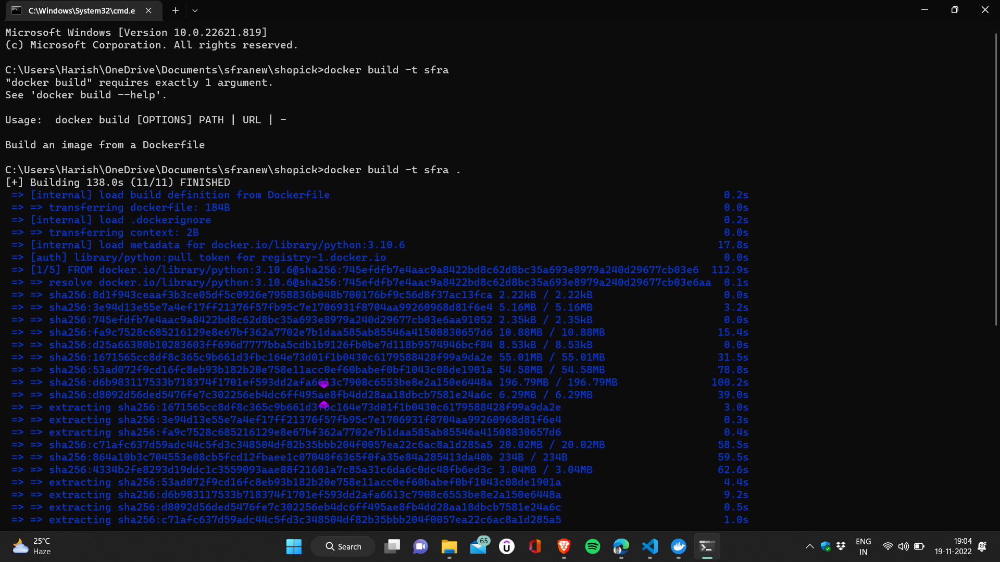 C:\Windows\System32\cmd.e
Microsoft Windows [Version 10.0.22621.819]
(c) Microsoft Corporation. All rights reserved.
C:\Users\Harish\OneDrive\Documents\sfranew\shopick>docker build -t sfra
"docker build" requires exactly 1 argument.
See 'docker build --help'.
Usage:  docker build [OPTIONS] PATH | URL | -
Build an image from a Dockerfile
C:\Users\Harish\OneDrive\Documents\sfranew\shopick>docker build -t sfra .
[+] Building 138.0s (11/11) FINISHED
=> [internal] load build definition from Dockerfile 0.2s
=> => transferring dockerfile: 184B 0.0s
=> [internal] load .dockerignore 0.2s
=> => transferring context: 2B 0.0s
=> [internal] load metadata for docker.io/library/python:3.10.6 17.8s
=> [auth] library/python:pull token for registry-1.docker.io 0.0s
=> [1/5] FROM docker.io/library/python:3.10.6@sha256:745efdfb7e4aac9a8422bd8c62d8bc35a693e8979a240d29677cb03e6 112.9s
=> => resolve docker.io/library/python:3.10.6@sha256:745efdfb7e4aac9a8422bd8c62d8bc35a693e8979a240d29677cb03e6aa 0.1s
=> => sha256:8d1f943ceaaf3b3ce05df5c0926e7958836b048b700176bf9c56d8f37ac13fca 2.22kB / 2.22kB 0.0s
=> => sha256:3e94d13e55e7a4ef17ff21376f57fb95c7e1706931f8704aa99260968d81f6e4 5.16MB / 5.16MB 3.2s
=> => sha256:745efdfb7e4aac9a8422bd8c62d8bc35a693e8979a240d29677cb03e6aa91052 2.35kB / 2.35kB 0.0s
=> => sha256:fa9c7528c685216129e8e67bf362a7702e7b1daa585ab85546a41508830657d6 10.88MB / 10.88MB 15.4s
=> => sha256:d25a66380b10283603ff696d7777bba5cdb1b9126fb0be7d118b9574946bcf84 8.53kB / 8.53kB 0.0s
=> => sha256:1671565cc8df8c365c9b661d3fbc164e73d01f1b0430c6179588428f99a9da2e 55.01MB / 55.01MB 31.5s
=> => sha256:53ad072f9cd16fc8eb93b182b20e758e11acc0ef60babef0bf1043c08de1901a 54.58MB / 54.58MB 78.8s
=> => sha256:d6b983117533b718374f1701ef593dd2afa6613c7908c6553be8e2a150e6448a 196.79MB / 196.79MB 100.2s
=> => sha256:d8092d56ded5476fe7c302256eb4dc6ff495ae8fb4dd28aa18dbcb7581e24a6c 6.29MB / 6.29MB 39.0s
=> => extracting sha256:1671565cc8df8c365c9b661d3fbc164e73d01f1b0430c6179588428f99a9da2e 3.0s
=> => extracting sha256:3e94d13e55e7a4ef17ff21376f57fb95c7e1706931f8704aa99260968d81f6e4 0.3s
=> => extracting sha256:fa9c7528c685216129e8e67bf362a7702e7b1daa585ab85546a41508830657d6 0.4s
=> => sha256:c71afc637d59adc44c5fd3c348504df82b35bbb204f0057ea22c6ac8a1d285a5 20.02MB / 20.02MB 58.5s
=> => sha256:864a10b3c704553e08cb5fcd12fbaee1c07048f6365f0fa35e84a285413da40b 234B / 234B 59.5s
=> => sha256:4334b2fe8293d19ddc1c3559093aae88f21601a7c85a31c6da6c0dc48fb6ed3c 3.04MB / 3.04MB 62.6s
=> => extracting sha256:53ad072f9cd16fc8eb93b182b20e758e11acc0ef60babef0bf1043c08de1901a 4.4s
=> => extracting sha256:d6b983117533b718374f1701ef593dd2afa6613c7908c6553be8e2a150e6448a 9.2s
=> => extracting sha256:d8092d56ded5476fe7c302256eb4dc6ff495ae8fb4dd28aa18dbcb7581e24a6c 0.5s
=> => extracting sha256:c71afc637d59adc44c5fd3c348504df82b35bbb204f0057ea22c6ac8a1d285a5 1.0s
25°C
Haze
Search
65
ENG
IN
19:04
19-11-2022